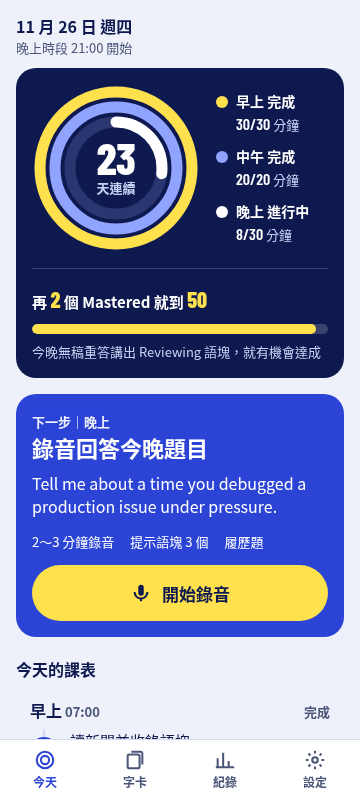 11 月 26 日 週四
晚上時段 21:00 開始
23
天連續
早上 完成
30/30 分鐘
中午 完成
20/20 分鐘
晚上 進行中
8/30 分鐘
再 2 個 Mastered 就到 50
今晚無稿重答講出 Reviewing 語塊，就有機會達成
下一步｜晚上
錄音回答今晚題目
Tell me about a time you debugged a
production issue under pressure.
2～3 分鐘錄音 提示語塊 3 個 履歷題
開始錄音
今天的課表
早上 07:00 完成
今天 字卡 紀錄 設定